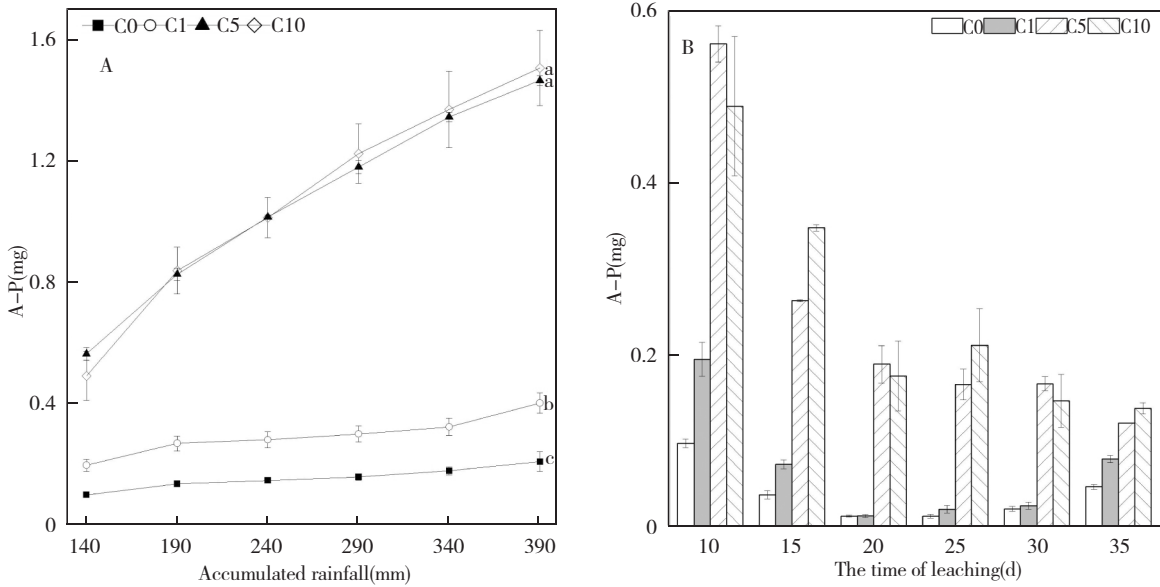 C0 C1 C5 C10
A
1.6
1.2
0.8
0.4
0
A-P(mg)
a
a
b
c
140 190 240 290 340 390
Accumulated rainfall(mm)
B
C0 C1 C5 C10
0.6
0.4
0.2
0
A-P(mg)
10 15 20 25 30 35
The time of leaching(d)